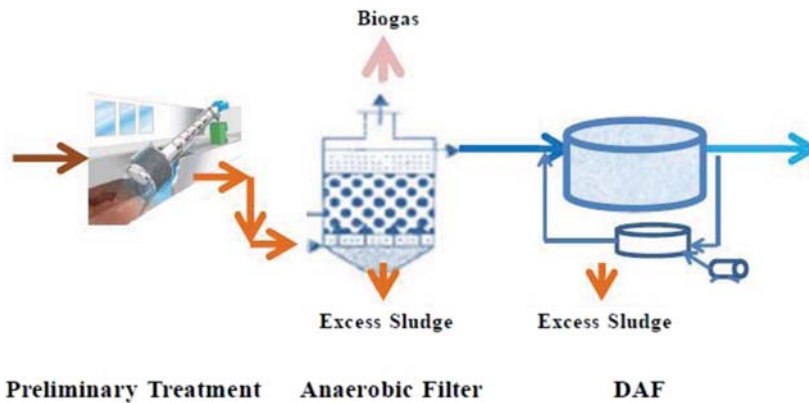 Biogas
Excess Sludge
Excess Sludge
Preliminary Treatment
Anaerobic Filter
DAF